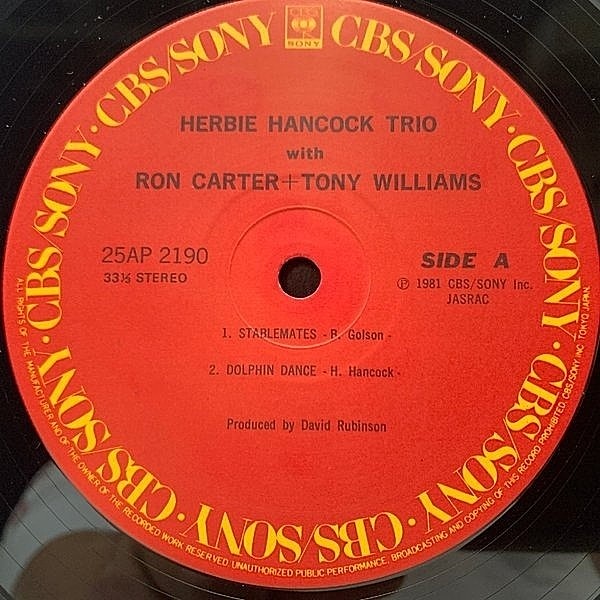 CBS/SONY · CBS/SONY · CBS/SONY · CBS/SONY · CBS/SONY · CBS/SONY · CBS/SONY · CBS/SONY
CBS
SONY
HERBIE HANCOCK TRIO
with
RON CARTER+TONY WILLIAMS
25AP 2190
33⅓ STEREO
SIDE A
Ⓟ 1981 CBS/SONY Inc.
JASRAC
1. STABLEMATES - R. Golson -
2. DOLPHIN DANCE - H. Hancock -
Produced by David Rubinson
ALL RIGHTS OF THE MANUFACTURER AND OF THE OWNER OF THE RECORDED WORK RESERVED. UNAUTHORIZED PUBLIC PERFORMANCE, BROADCASTING AND COPYING OF THIS RECORD PROHIBITED. CBS/SONY INC. TOKYO JAPAN.